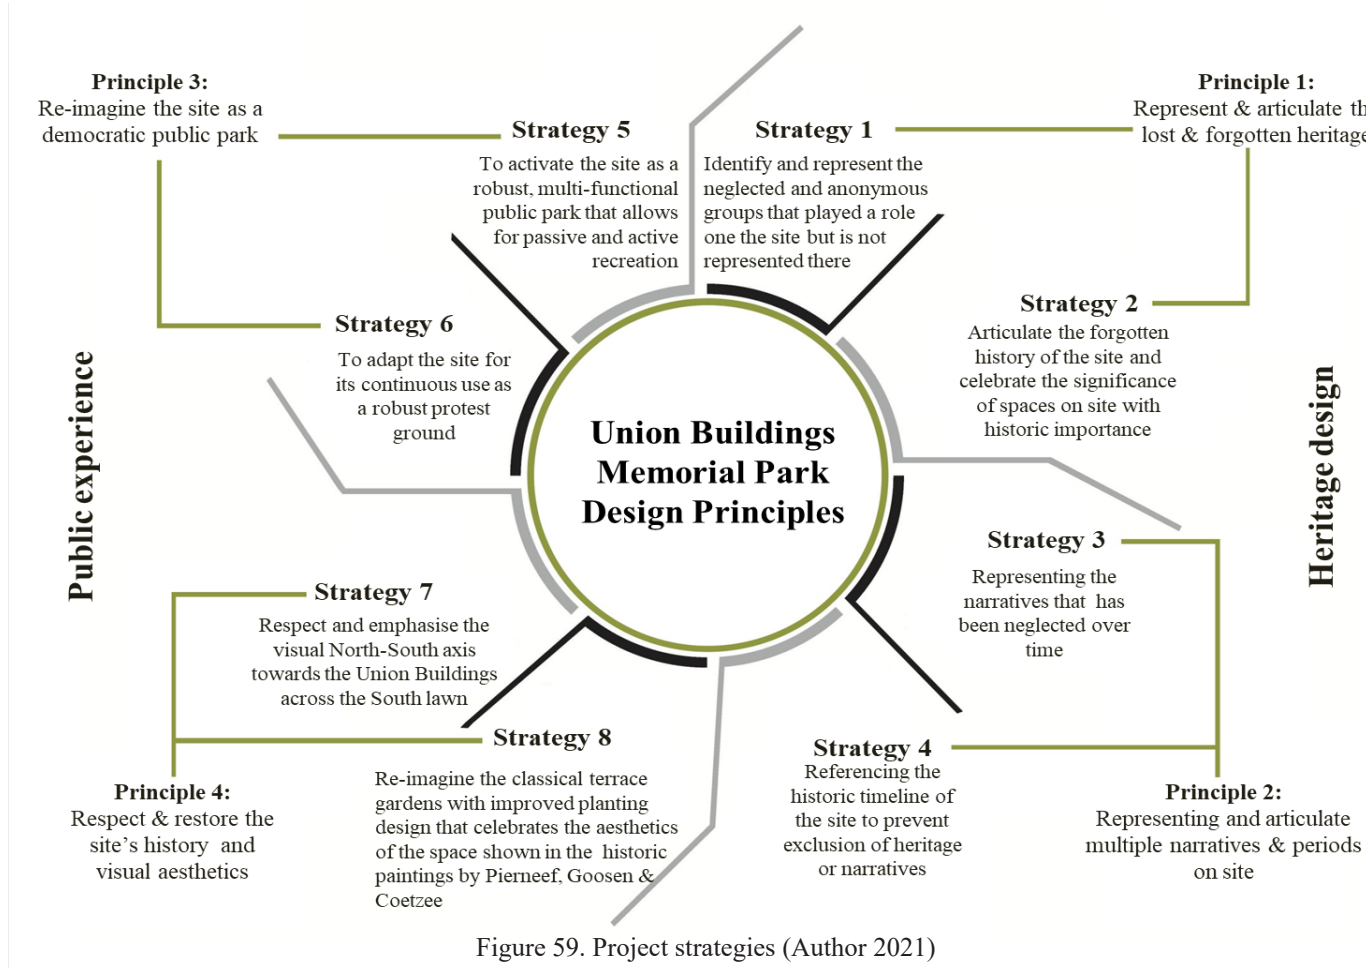 Principle 3:
Re-imagine the site as a
democratic public park
Strategy 5
To activate the site as a
robust, multi-functional
public park that allows
for passive and active
recreation
Strategy 1
Identify and represent the
neglected and anonymous
groups that played a role
one the site but is not
represented there
Principle 1:
Represent & articulate th
lost & forgotten heritage
Strategy 6
To adapt the site for
its continuous use as
a robust protest
ground
Strategy 2
Articulate the forgotten
history of the site and
celebrate the significance
of spaces on site with
historic importance
Public experience
Union Buildings
Memorial Park
Design Principles
Heritage design
Strategy 7
Respect and emphasise the
visual North-South axis
towards the Union Buildings
across the South lawn
Strategy 3
Representing the
narratives that has
been neglected over
time
Strategy 8
Re-imagine the classical terrace
gardens with improved planting
design that celebrates the aesthetics
of the space shown in the historic
paintings by Pierneef, Goosen &
Coetzee
Strategy 4
Referencing the
historic timeline of
the site to prevent
exclusion of heritage
or narratives
Principle 4:
Respect & restore the
site's history and
visual aesthetics
Principle 2:
Representing and articulate
multiple narratives & periods
on site
Figure 59. Project strategies (Author 2021)